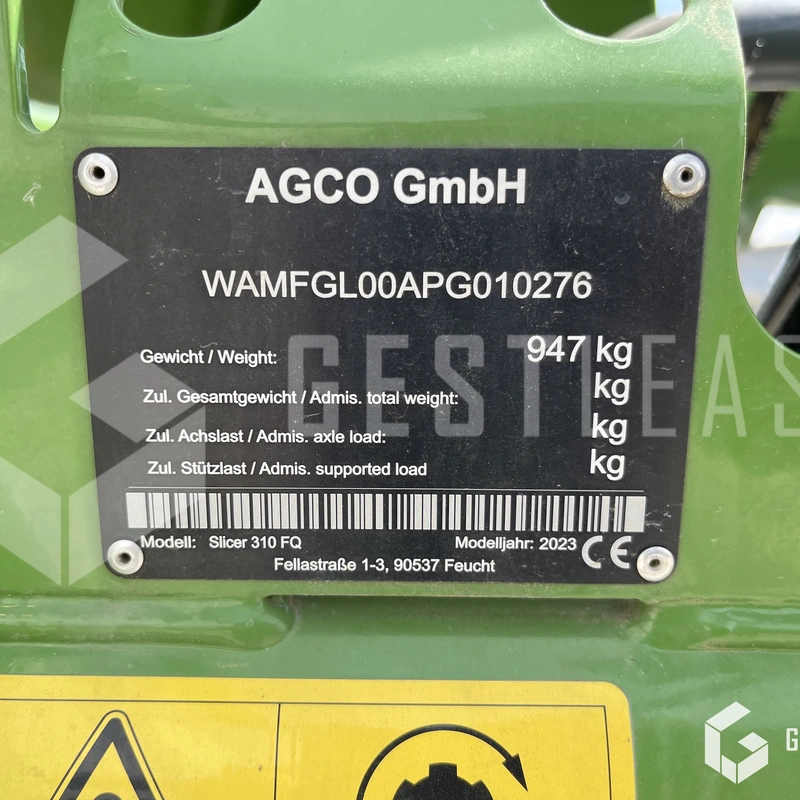 AGCO GmbH
WAMFGL00APG010276
Gewicht / Weight: 947 kg
Zul. Gesamtgewicht / Admis. total weight: kg
Zul. Achslast / Admis. axle load: kg
Zul. Stützlast / Admis. supported load kg
Modell: Slicer 310 FQ Modelljahr: 2023 CE
Fellastraße 1-3, 90537 Feucht